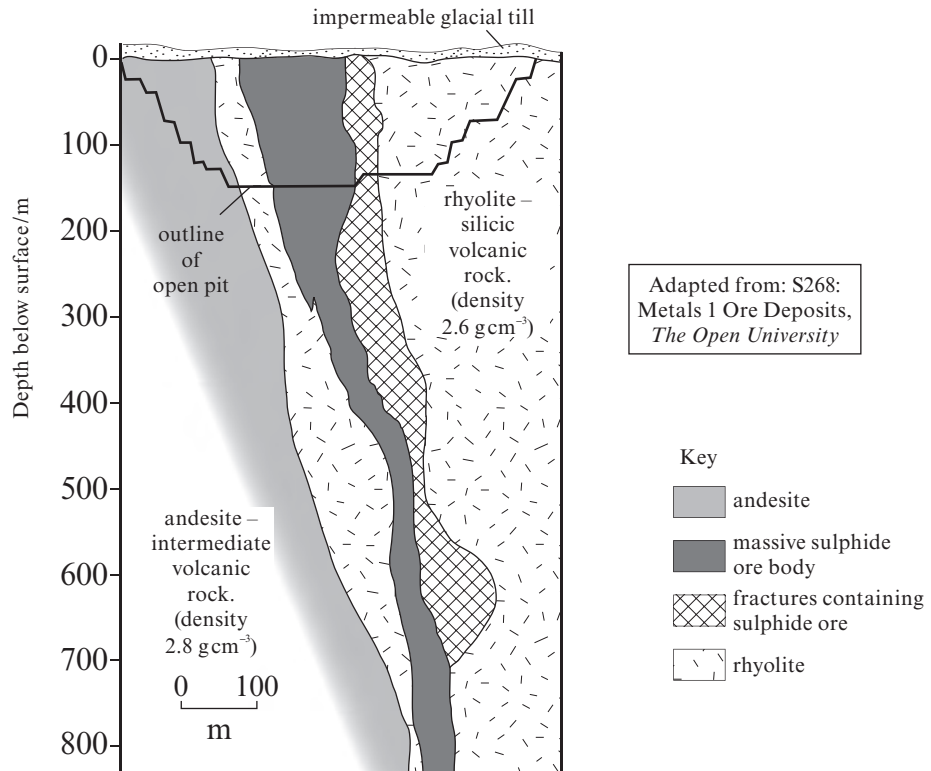 impermeable glacial till
0
100
200
300
400
500
600
700
800
Depth below surface/m
outline
of
open pit
rhyolite –
silicic
volcanic
rock.
(density
2.6 g cm⁻³)
andesite –
intermediate
volcanic
rock.
(density
2.8 g cm⁻³)
0 100
m
Adapted from: S268:
Metals 1 Ore Deposits,
The Open University
Key
andesite
massive sulphide
ore body
fractures containing
sulphide ore
rhyolite